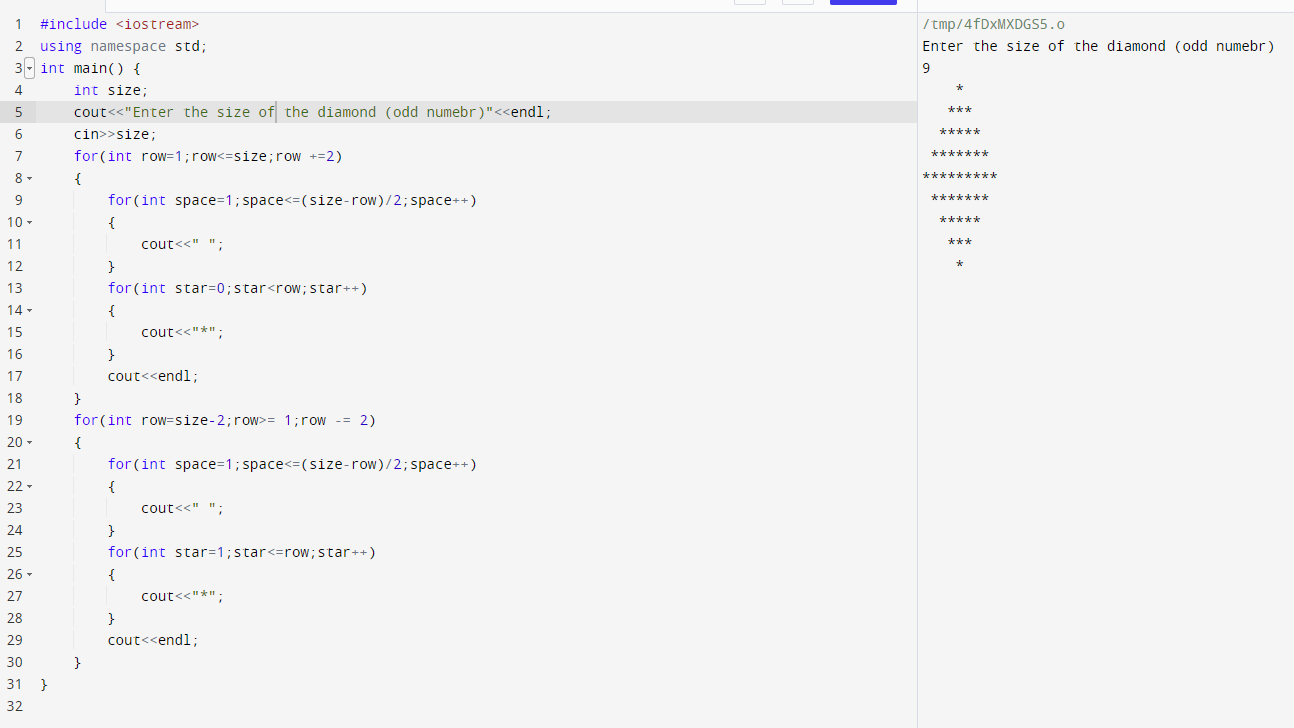 1 #include <iostream>
2 using namespace std;
3 int main() {
4     int size;
5     cout<<"Enter the size of the diamond (odd numebr)"<<endl;
6     cin>>size;
7     for(int row=1;row<=size;row +=2)
8     {
9         for(int space=1;space<=(size-row)/2;space++)
10         {
11             cout<<" ";
12         }
13         for(int star=0;star<row;star++)
14         {
15             cout<<"*";
16         }
17         cout<<endl;
18     }
19     for(int row=size-2;row>= 1;row -= 2)
20     {
21         for(int space=1;space<=(size-row)/2;space++)
22         {
23             cout<<" ";
24         }
25         for(int star=1;star<=row;star++)
26         {
27             cout<<"*";
28         }
29         cout<<endl;
30     }
31 }
32
/tmp/4fDxMXDGS5.o
Enter the size of the diamond (odd numebr)
9
    *
   ***
  *****
 *******
*********
 *******
  *****
   ***
    *